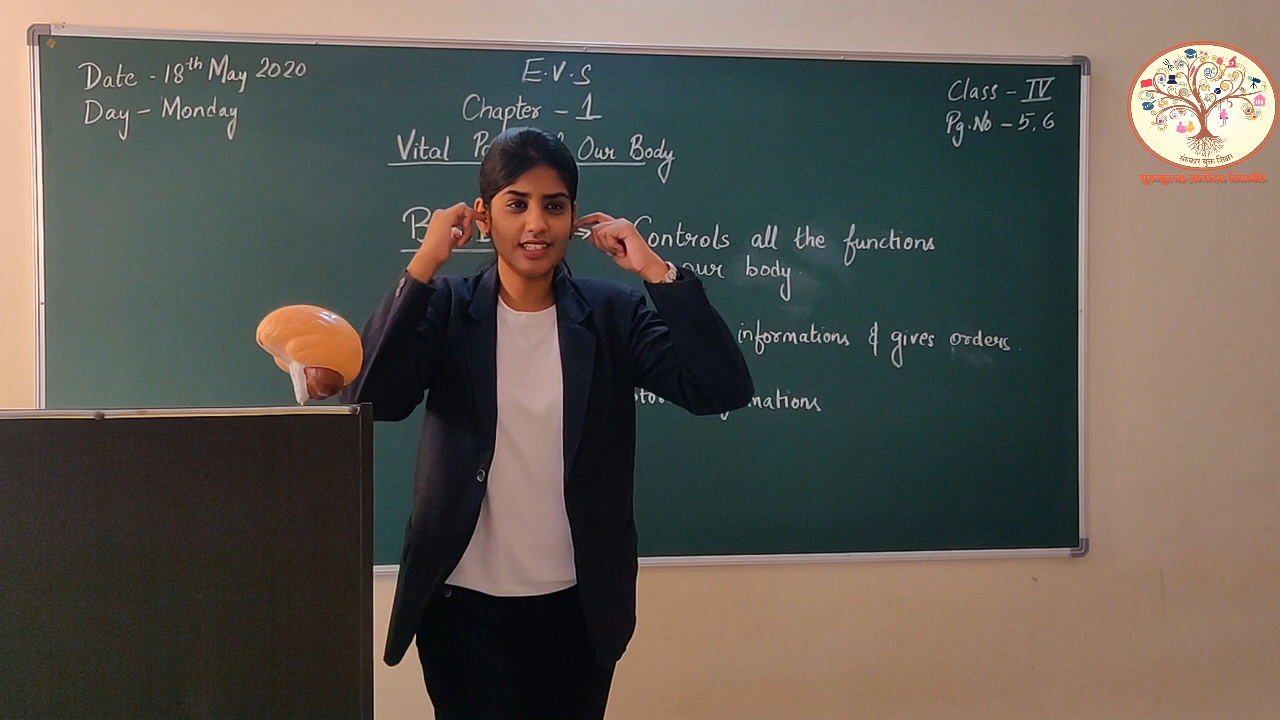 Date - 18th May 2020
Day - Monday
E.V.S
Chapter - 1
Vital Our Body
Class - IV
Pg.No - 5, 6
→ Controls all the functions
our body.
informations & gives orders.
संस्कार युक्त शिक्षा